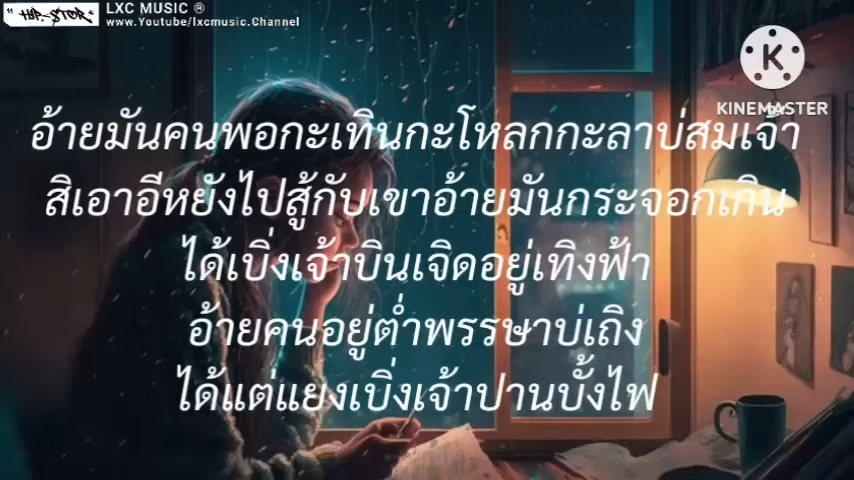 "HIP-STOR"
LXC MUSIC ®
www.Youtube/lxcmusic.Channel
KINEMASTER
อ้ายมันคนพอกะเทินกะโหลกกะลาบ่สมเจ้า
สิเอาอีหยังไปสู้กับเขาอ้ายมันกระจอกเกิน
ได้เบิ่งเจ้าบินเจิดอยู่เทิงฟ้า
อ้ายคนอยู่ต่ำพรรษาบ่เถิง
ได้แต่แยงเบิ่งเจ้าปานบั้งไฟ